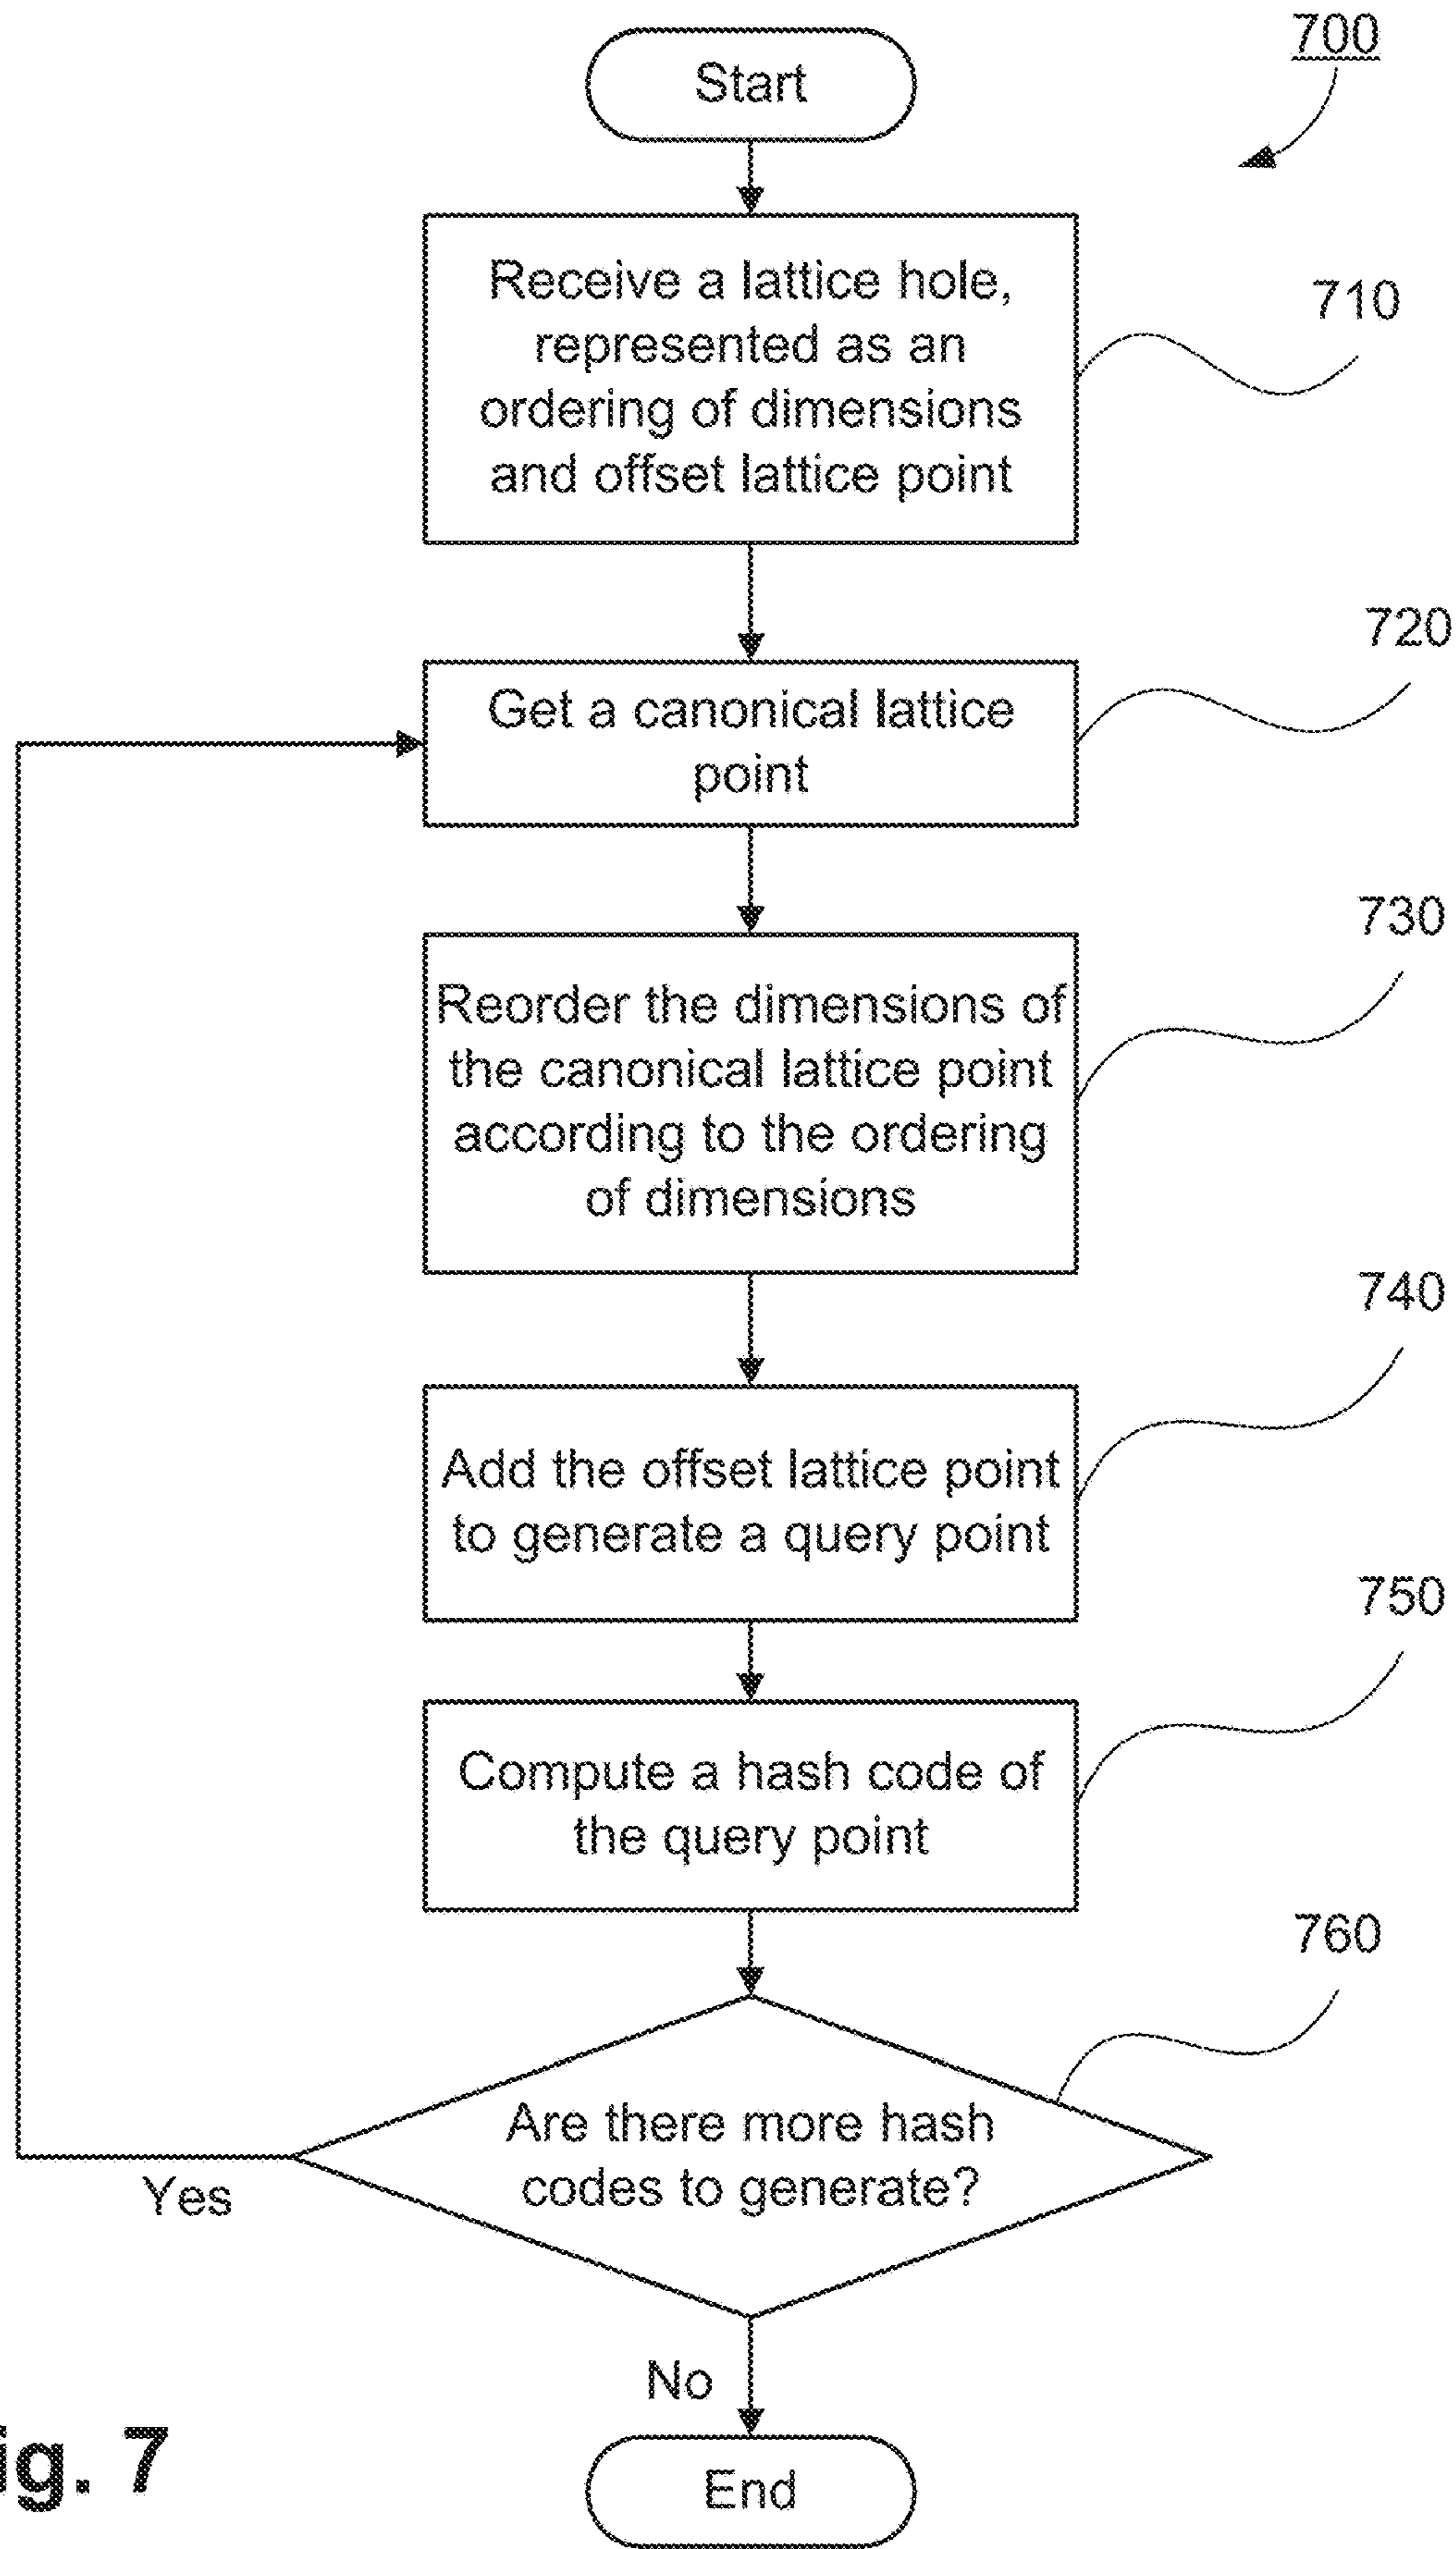 700
Start
Receive a lattice hole,
represented as an
ordering of dimensions
and offset lattice point
710
Get a canonical lattice
point
720
Reorder the dimensions of
the canonical lattice point
according to the ordering
of dimensions
730
Add the offset lattice point
to generate a query point
740
Compute a hash code of
the query point
750
Are there more hash
codes to generate?
760
Yes
No
End
ig. 7